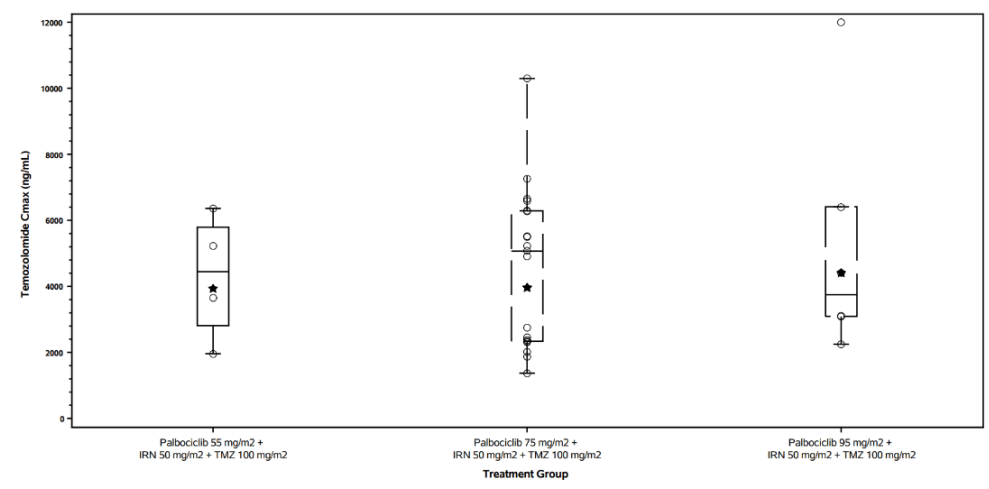 12000
10000
8000
6000
4000
2000
0
Temozolomide Cmax (ng/mL)
Palbociclib 55 mg/m2 +
IRN 50 mg/m2 + TMZ 100 mg/m2
Palbociclib 75 mg/m2 +
IRN 50 mg/m2 + TMZ 100 mg/m2
Palbociclib 95 mg/m2 +
IRN 50 mg/m2 + TMZ 100 mg/m2
Treatment Group